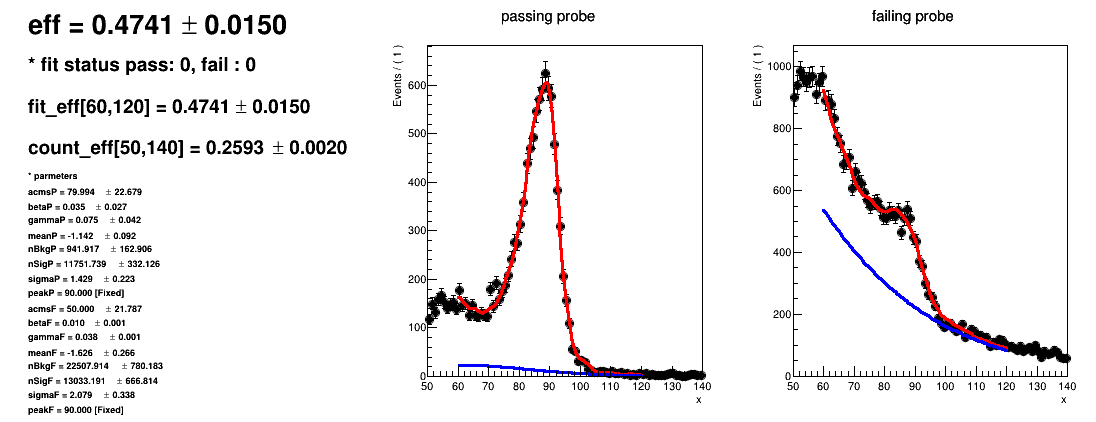 eff = 0.4741 ± 0.0150
* fit status pass: 0, fail : 0
fit_eff[60,120] = 0.4741 ± 0.0150
count_eff[50,140] = 0.2593 ± 0.0020
* parmeters
acmsP = 79.994 ± 22.679
betaP = 0.035 ± 0.027
gammaP = 0.075 ± 0.042
meanP = -1.142 ± 0.092
nBkgP = 941.917 ± 162.906
nSigP = 11751.739 ± 332.126
sigmaP = 1.429 ± 0.223
peakP = 90.000 [Fixed]
acmsF = 50.000 ± 21.787
betaF = 0.010 ± 0.001
gammaF = 0.038 ± 0.001
meanF = -1.626 ± 0.266
nBkgF = 22507.914 ± 780.183
nSigF = 13033.191 ± 666.814
sigmaF = 2.079 ± 0.338
peakF = 90.000 [Fixed]
passing probe
Events / ( 1 )
600
500
400
300
200
100
0
50 60 70 80 90 100 110 120 130 140
x
failing probe
Events / ( 1 )
1000
800
600
400
200
0
50 60 70 80 90 100 110 120 130 140
x